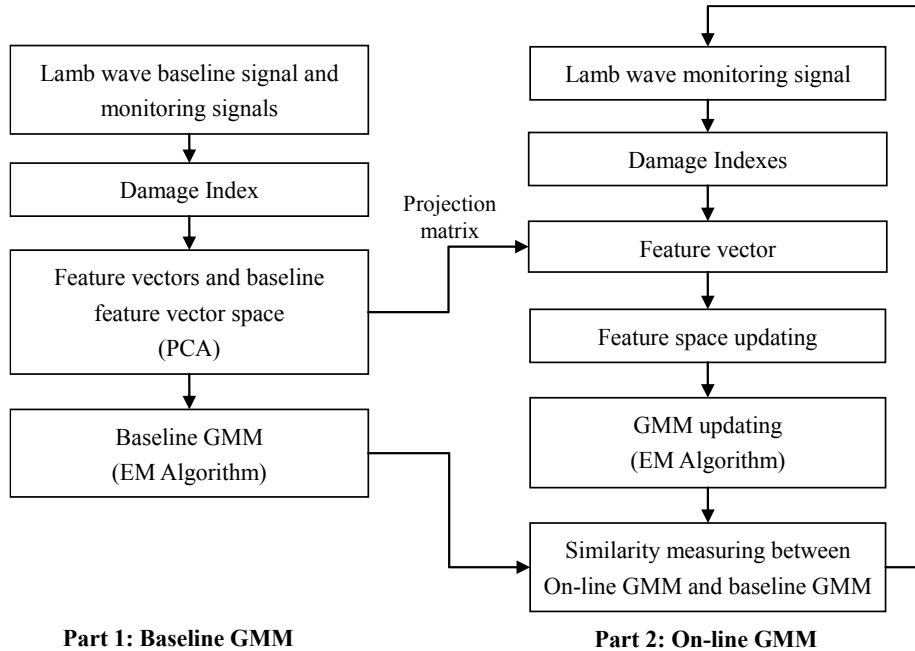 Lamb wave baseline signal and
monitoring signals
Damage Index
Feature vectors and baseline
feature vector space
(PCA)
Baseline GMM
(EM Algorithm)
Part 1: Baseline GMM
Projection
matrix
Lamb wave monitoring signal
Damage Indexes
Feature vector
Feature space updating
GMM updating
(EM Algorithm)
Similarity measuring between
On-line GMM and baseline GMM
Part 2: On-line GMM